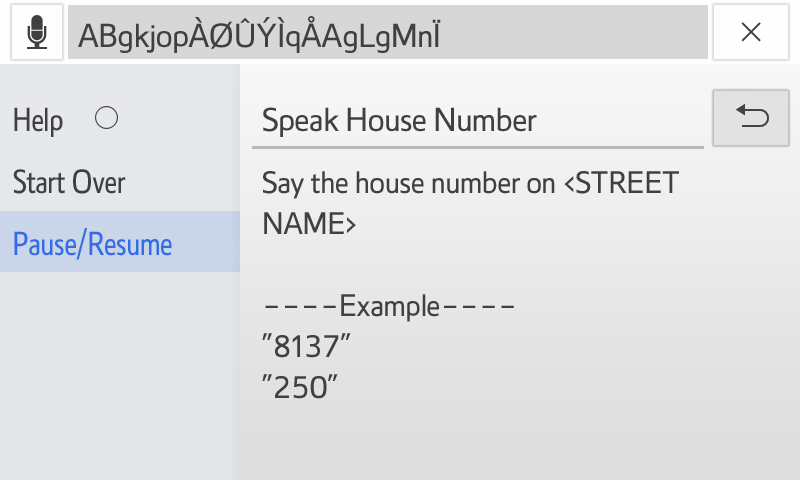 ABgkjopÀØÛÝÌqÅAgLgMnÏ
Help
Speak House Number
Start Over
Say the house number on <STREET
NAME>
Pause/Resume
----Example----
"8137"
"250"